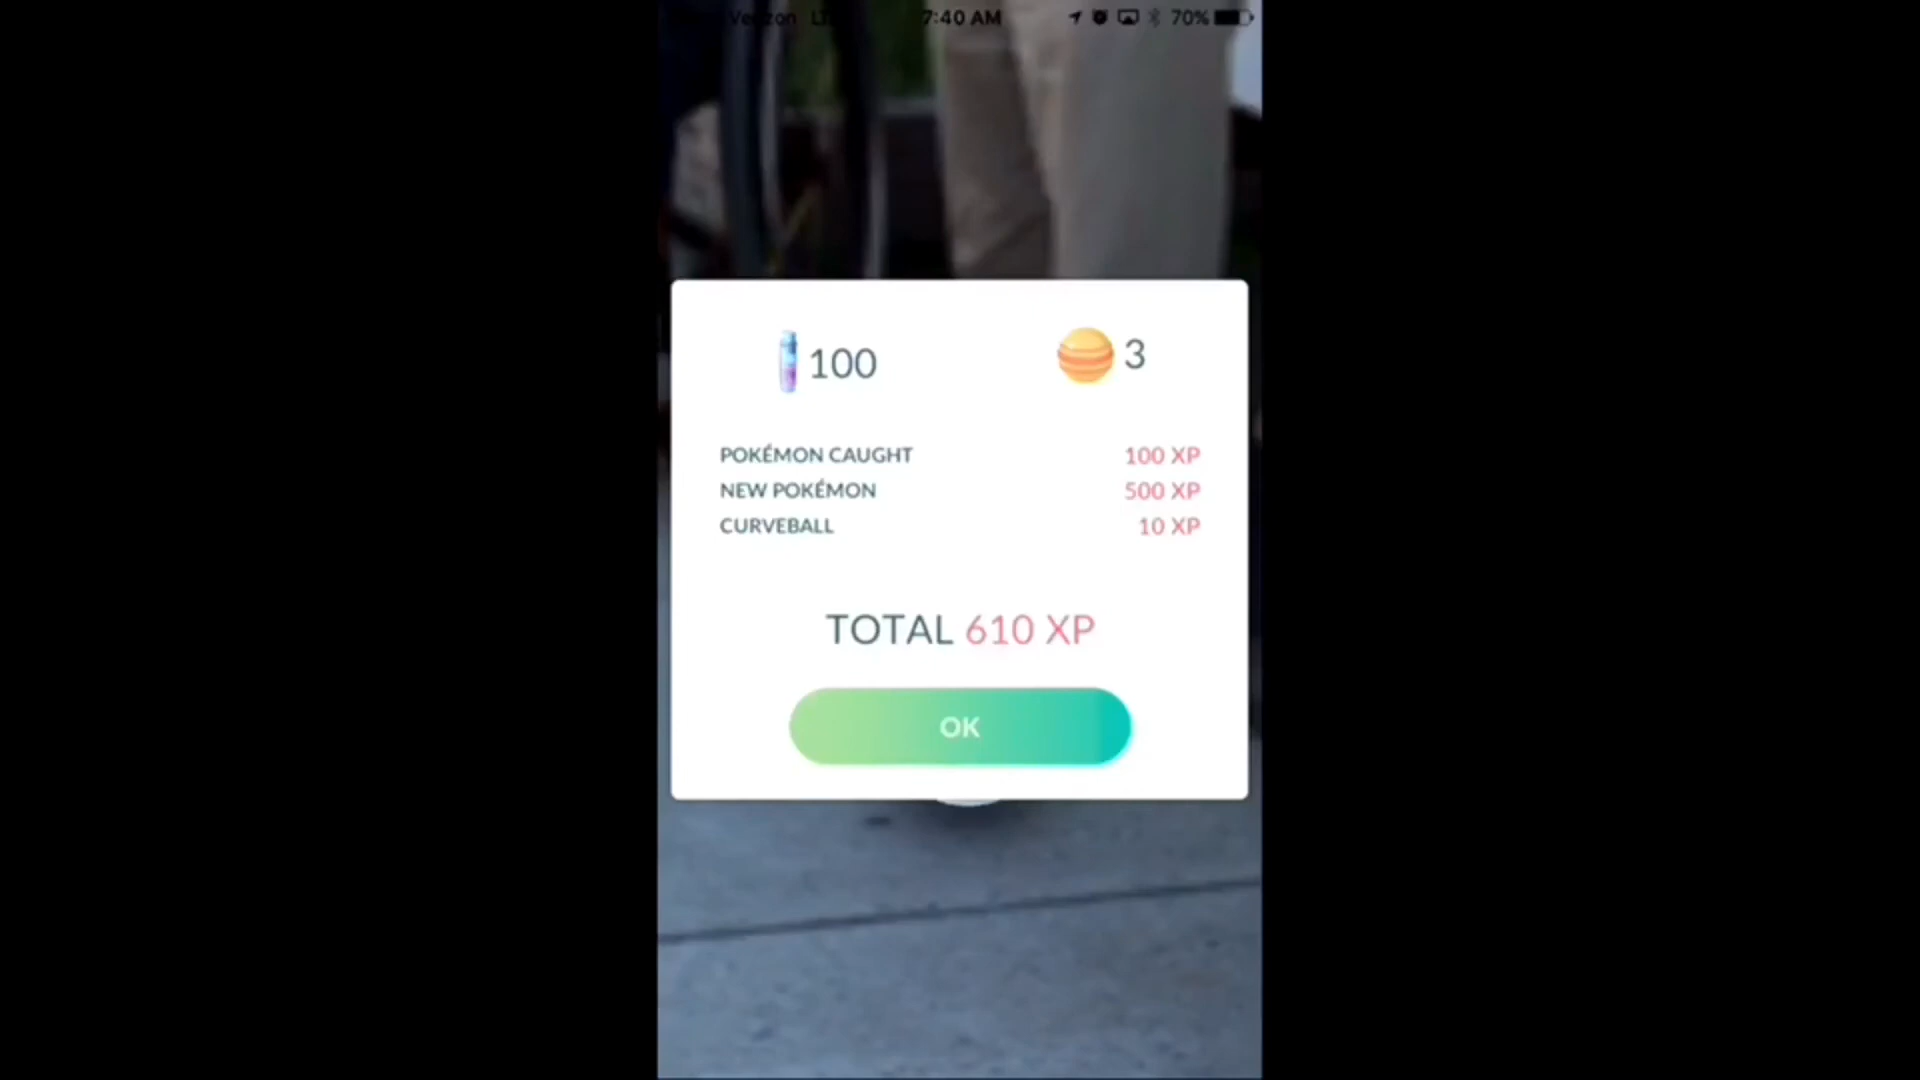 Verizon 7:40 AM 70%
100 3
POKÉMON CAUGHT 100 XP
NEW POKÉMON 500 XP
CURVEBALL 10 XP
TOTAL 610 XP
OK